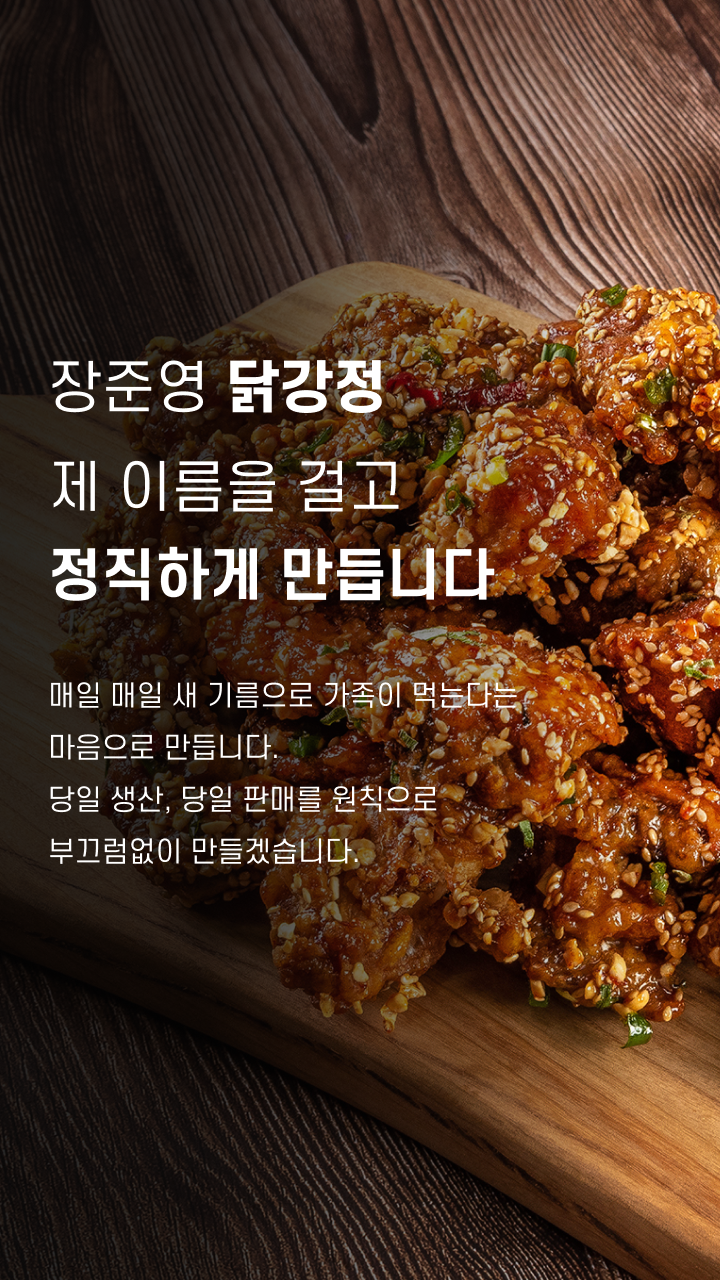 장준영 닭강정
제 이름을 걸고
정직하게 만듭니다
매일 매일 새 기름으로 가족이 먹는다는
마음으로 만듭니다.
당일 생산, 당일 판매를 원칙으로
부끄럼없이 만들겠습니다.